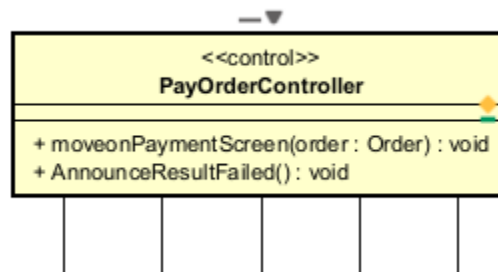 <<control>>
PayOrderController
+ moveonPaymentScreen(order : Order) : void
+ AnnounceResultFailed() : void